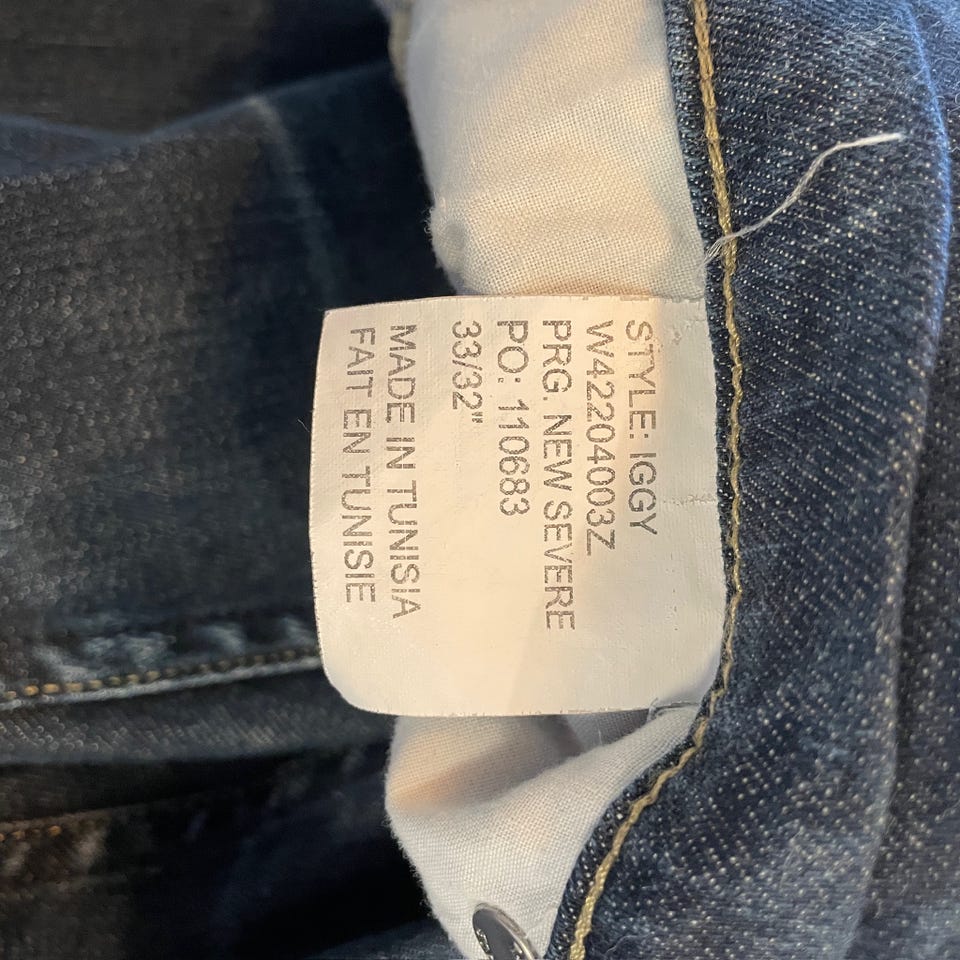 STYLE: IGGY
W42204003Z
PRG. NEW SEVERE
PO: 110683
33/32"
MADE IN TUNISIA
FAIT EN TUNISIE